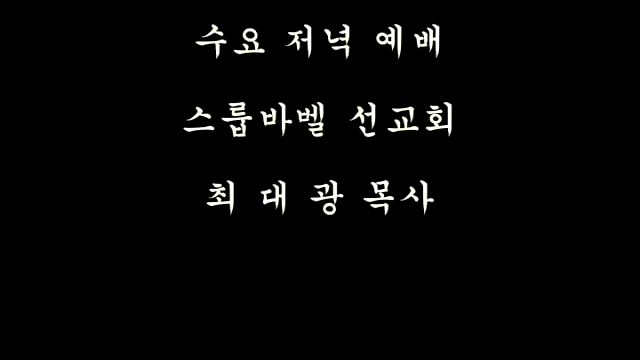 수요 저녁 예배
스룹바벨 선교회
최 대 광 목사